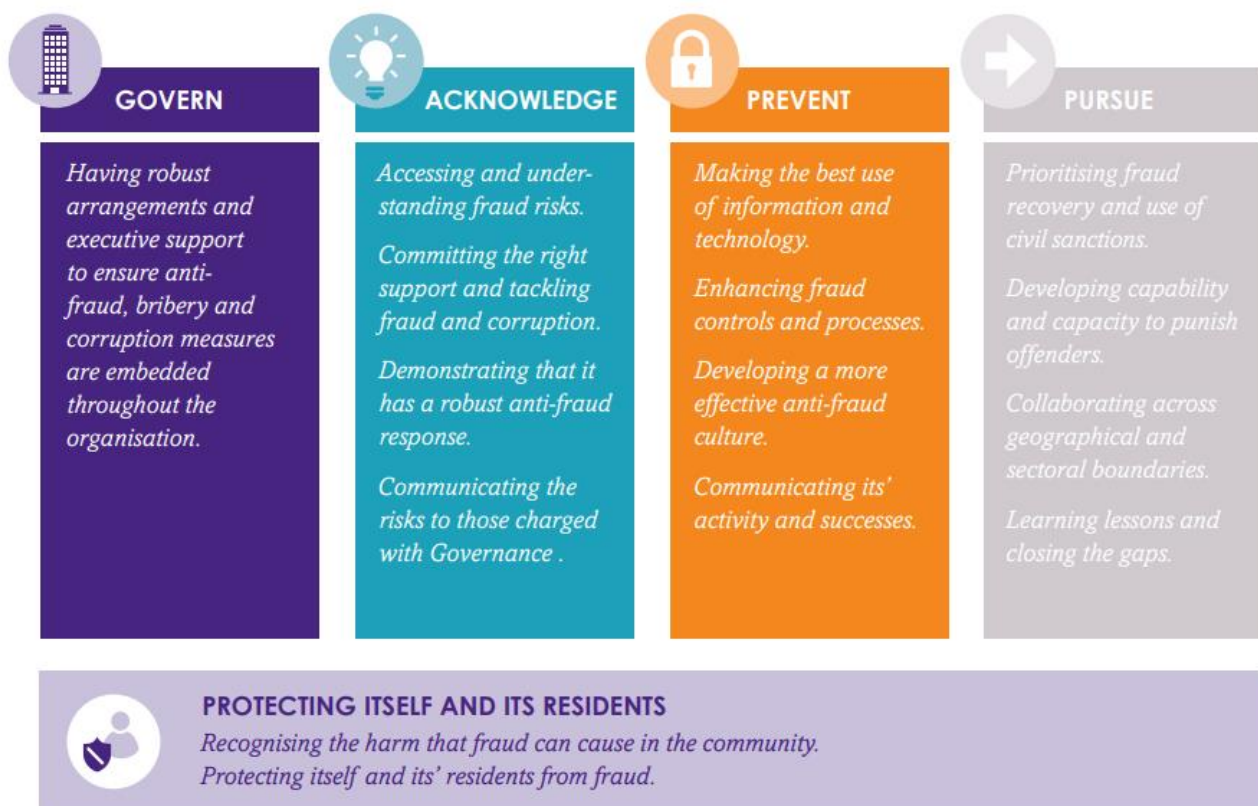 GOVERN
Having robust
arrangements and
executive support
to ensure anti-
fraud, bribery and
corruption measures
are embedded
throughout the
organisation.
ACKNOWLEDGE
Accessing and under-
standing fraud risks.
Committing the right
support and tackling
fraud and corruption.
Demonstrating that it
has a robust anti-fraud
response.
Communicating the
risks to those charged
with Governance .
PREVENT
Making the best use
of information and
technology.
Enhancing fraud
controls and processes.
Developing a more
effective anti-fraud
culture.
Communicating its’
activity and successes.
PURSUE
Prioritising fraud
recovery and use of
civil sanctions.
Developing capability
and capacity to punish
offenders.
Collaborating across
geographical and
sectoral boundaries.
Learning lessons and
closing the gaps.
PROTECTING ITSELF AND ITS RESIDENTS
Recognising the harm that fraud can cause in the community.
Protecting itself and its’ residents from fraud.